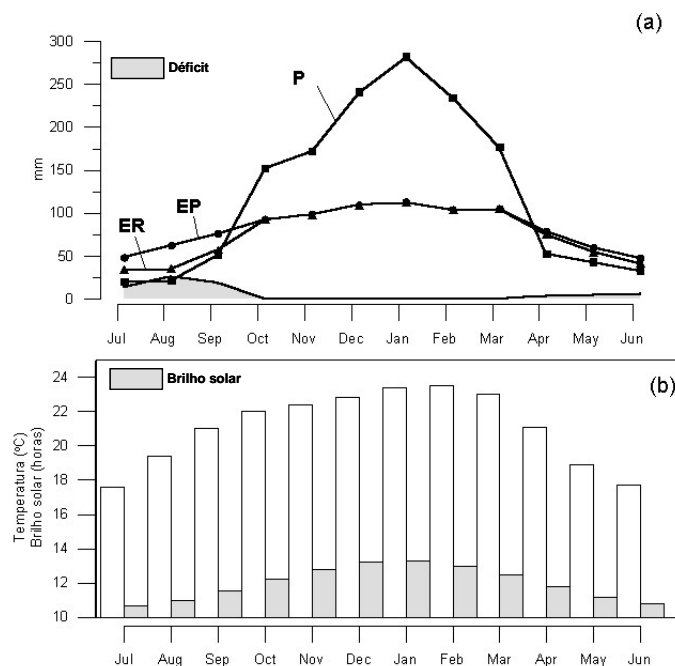 (a)
300
250
200
150
100
50
0
mm
Déficit
P
EP
ER
Jul Aug Sep Oct Nov Dec Jan Feb Mar Apr May Jun
(b)
24
22
20
18
16
14
12
10
Temperatura (ºC)
Brilho solar (horas)
Brilho solar
Jul Aug Sep Oct Nov Dec Jan Feb Mar Apr May Jun